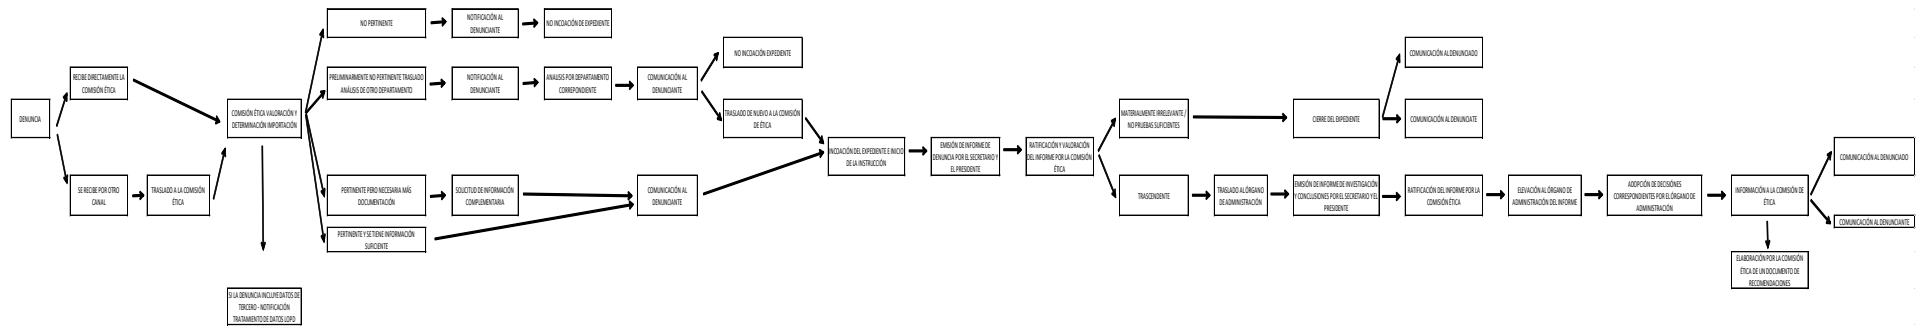 DENUNCIA
RECIBE DIRECTAMENTE LA
COMISIÓN ÉTICA
SE RECIBE POR OTRO
CANAL
TRASLADO A LA COMISIÓN
ÉTICA
COMISIÓN ÉTICA VALORACIÓN Y
DETERMINACIÓN IMPORTACIÓN
SI LA DENUNCIA INCLUYE DATOS DE
TERCERO - NOTIFICACIÓN
TRATAMIENTO DE DATOS LOPD
NO PERTINENTE
NOTIFICACIÓN AL
DENUNCIANTE
NO INCOACIÓN DE EXPEDIENTE
PRELIMINARMENTE NO PERTINENTE TRASLADO
ANÁLISIS DE OTRO DEPARTAMENTO
NOTIFICACIÓN AL
DENUNCIANTE
ANALISIS POR DEPARTAMENTO
CORREPONDIENTE
COMUNICACIÓN AL
DENUNCIANTE
NO INCOACIÓN EXPEDIENTE
TRASLADO DE NUEVO A LA COMISIÓN
DE ÉTICA
PERTINENTE PERO NECESARIA MÁS
DOCUMENTACIÓN
SOLICITUD DE INFORMACIÓN
COMPLEMENTARIA
COMUNICACIÓN AL
DENUNCIANTE
PERTINENTE Y SE TIENE INFORMACIÓN
SUFICIENTE
INCOACIÓN DEL EXPEDIENTE E INICIO
DE LA INSTRUCCIÓN
EMISIÓN DE INFORME DE
DENUNCIA POR EL SECRETARIO Y
EL PRESIDENTE
RATIFICACIÓN Y VALORACIÓN
DEL INFORME POR LA COMISIÓN
ÉTICA
MATERIALMENTE IRRELEVANTE /
NO PRUEBAS SUFICIENTES
CIERRE DEL EXPEDIENTE
COMUNICACIÓN AL DENUNCIADO
COMUNICACIÓN AL DENUNCIATE
TRASCENDENTE
TRASLADO AL ÓRGANO
DE ADMINISTRACIÓN
EMISIÓN DE INFORME DE INVESTIGACIÓN
Y CONCLUSIONES POR EL SECRETARIO Y EL
PRESIDENTE
RATIFICACIÓN DEL INFORME POR LA
COMISIÓN ÉTICA
ELEVACIÓN AL ÓRGANO DE
ADMINISTRACIÓN DEL INFORME
ADOPCIÓN DE DECISIÓNES
CORRESPONDIENTES POR EL ÓRGANO DE
ADMINISTRACIÓN
INFORMACIÓN A LA COMISIÓN DE
ÉTICA
COMUNICACIÓN AL DENUNCIADO
COMUNICACIÓN AL DENUNCIANTE
ELABORACIÓN POR LA COMISIÓN
ÉTICA DE UN DOCUMENTO DE
RECOMENDACIONES